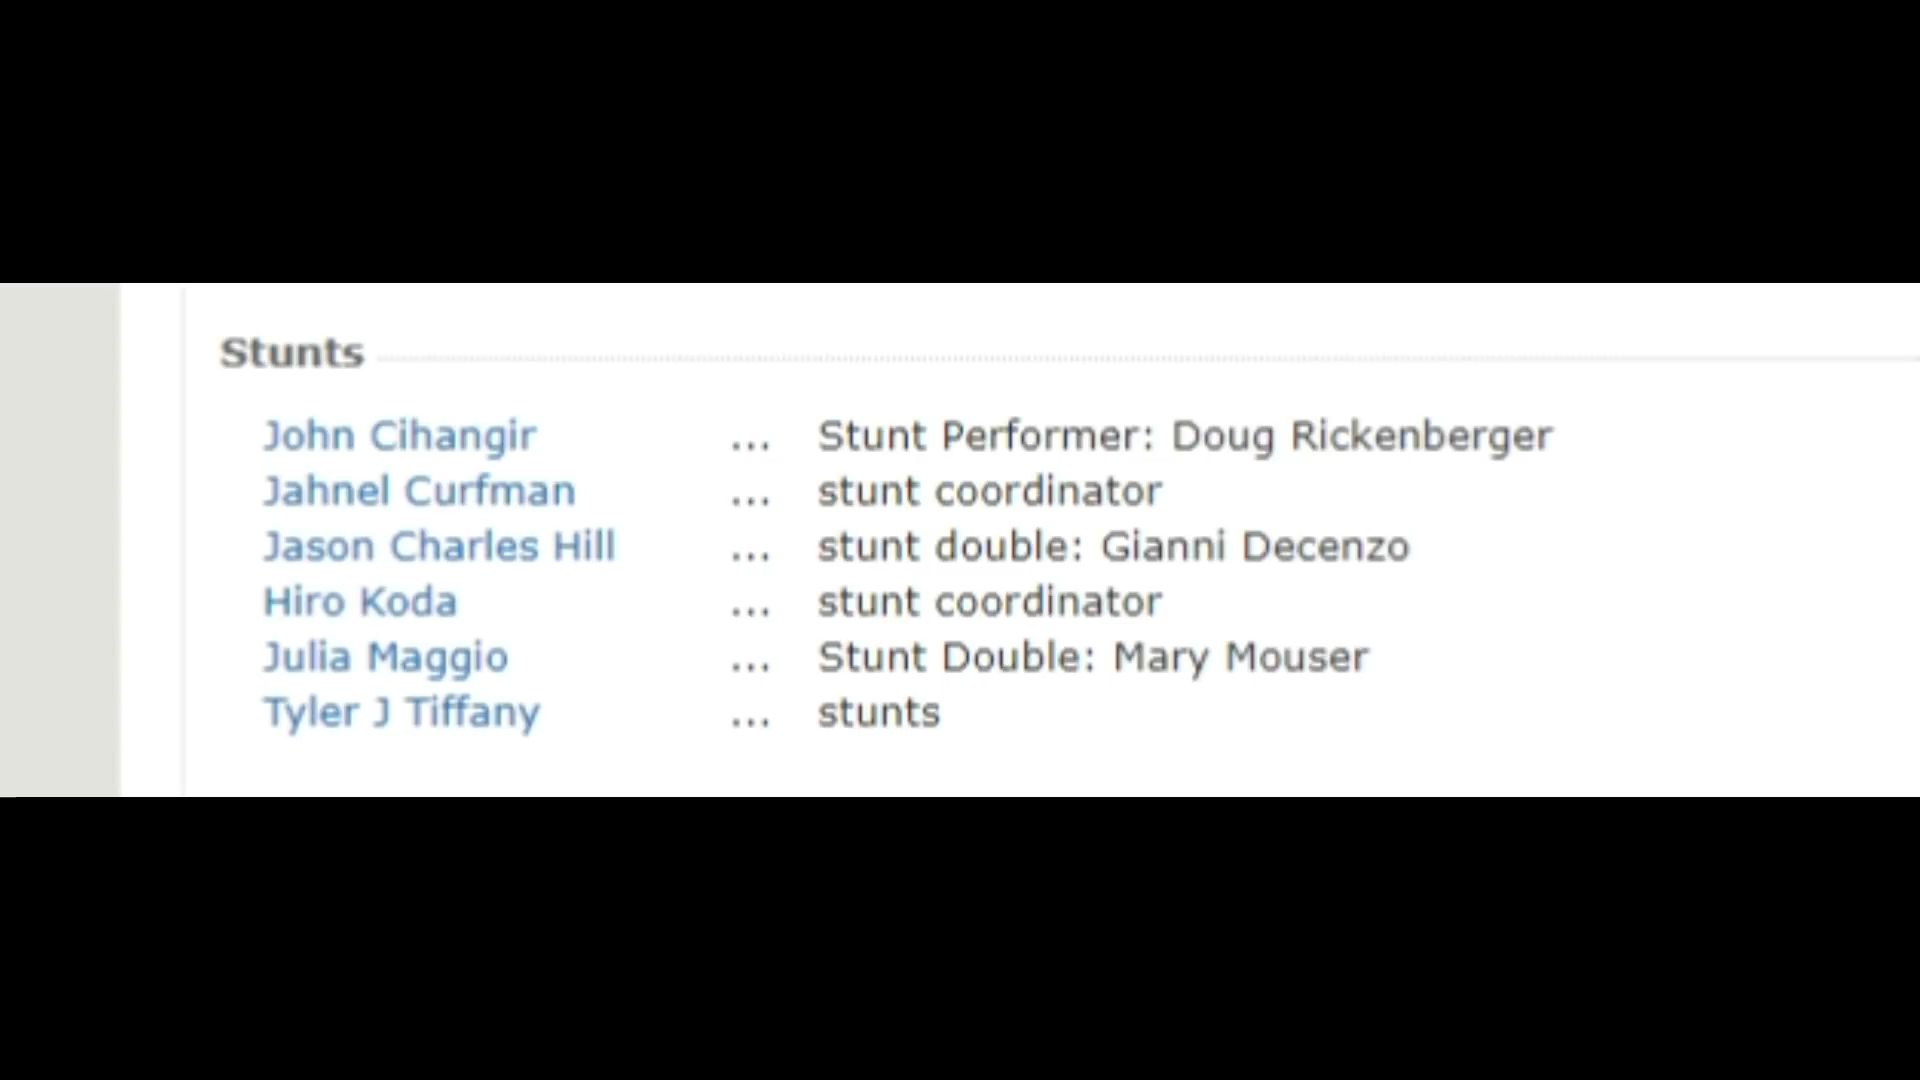 Stunts
John Cihangir ... Stunt Performer: Doug Rickenberger
Jahnel Curfman ... stunt coordinator
Jason Charles Hill ... stunt double: Gianni Decenzo
Hiro Koda ... stunt coordinator
Julia Maggio ... Stunt Double: Mary Mouser
Tyler J Tiffany ... stunts